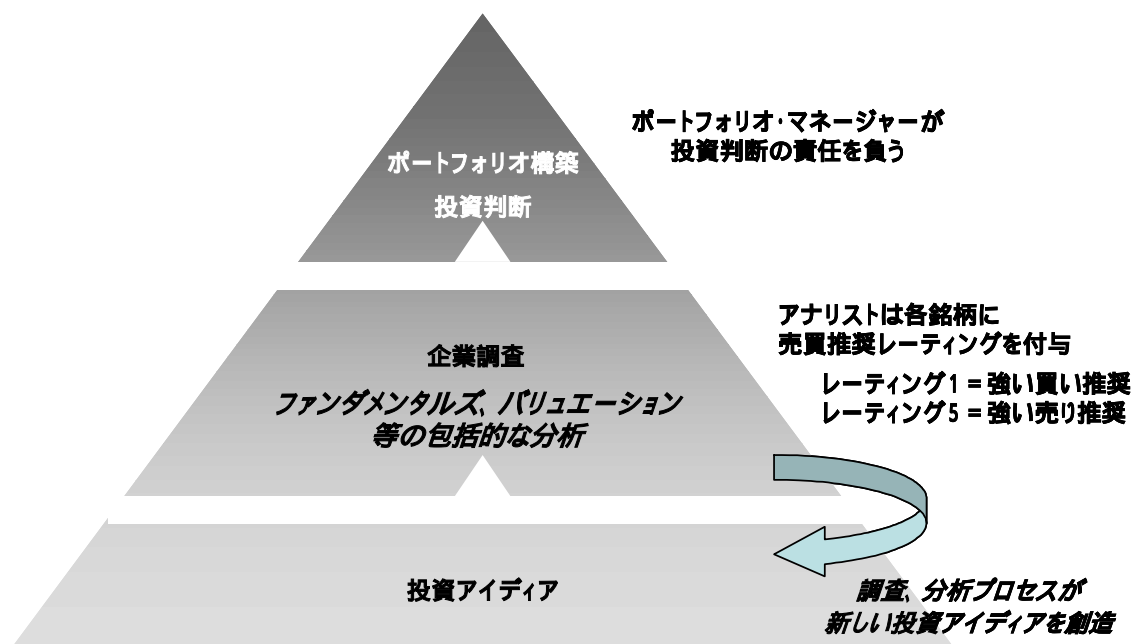 ポートフォリオ・マネージャーが
投資判断の責任を負う
ポートフォリオ構築
投資判断
アナリストは各銘柄に
売買推奨レーティングを付与
レーティング1 = 強い買い推奨
レーティング5 = 強い売り推奨
企業調査
ファンダメンタルズ、バリュエーション
等の包括的な分析
投資アイディア
調査、分析プロセスが
新しい投資アイディアを創造